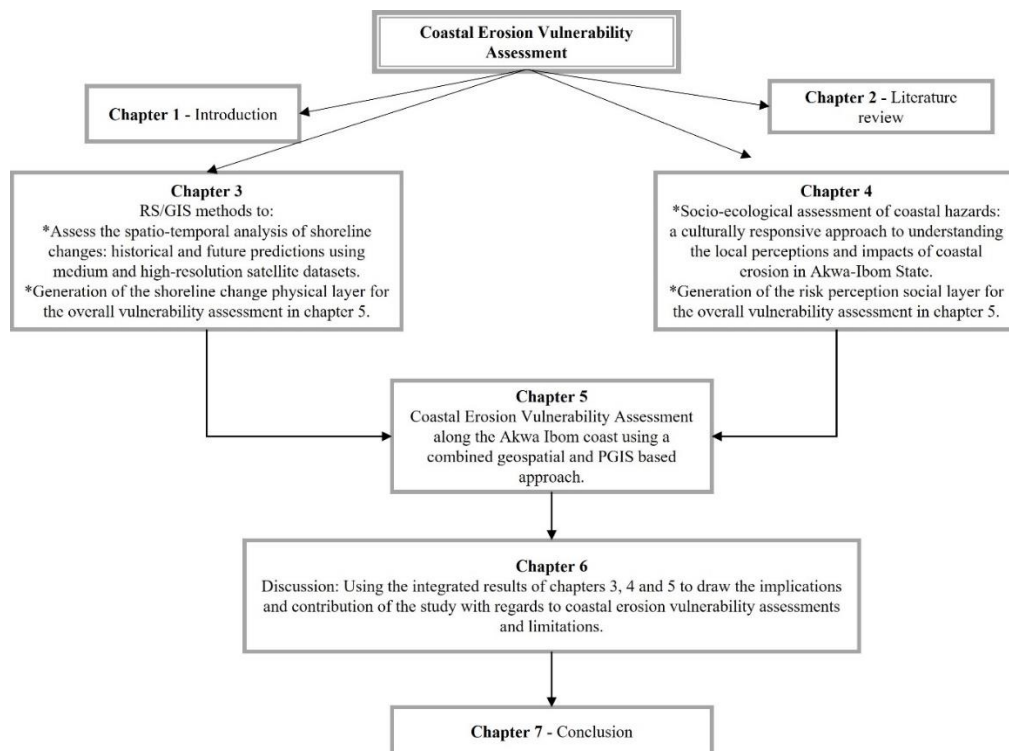 Coastal Erosion Vulnerability
Assessment
Chapter 1 - Introduction
Chapter 2 - Literature
review
Chapter 3
RS/GIS methods to:
*Assess the spatio-temporal analysis of shoreline
changes: historical and future predictions using
medium and high-resolution satellite datasets.
*Generation of the shoreline change physical layer for
the overall vulnerability assessment in chapter 5.
Chapter 4
*Socio-ecological assessment of coastal hazards:
a culturally responsive approach to understanding
the local perceptions and impacts of coastal
erosion in Akwa-Ibom State.
*Generation of the risk perception social layer for
the overall vulnerability assessment in chapter 5.
Chapter 5
Coastal Erosion Vulnerability Assessment
along the Akwa Ibom coast using a
combined geospatial and PGIS based
approach.
Chapter 6
Discussion: Using the integrated results of chapters 3, 4 and 5 to draw the implications
and contribution of the study with regards to coastal erosion vulnerability assessments
and limitations.
Chapter 7 - Conclusion